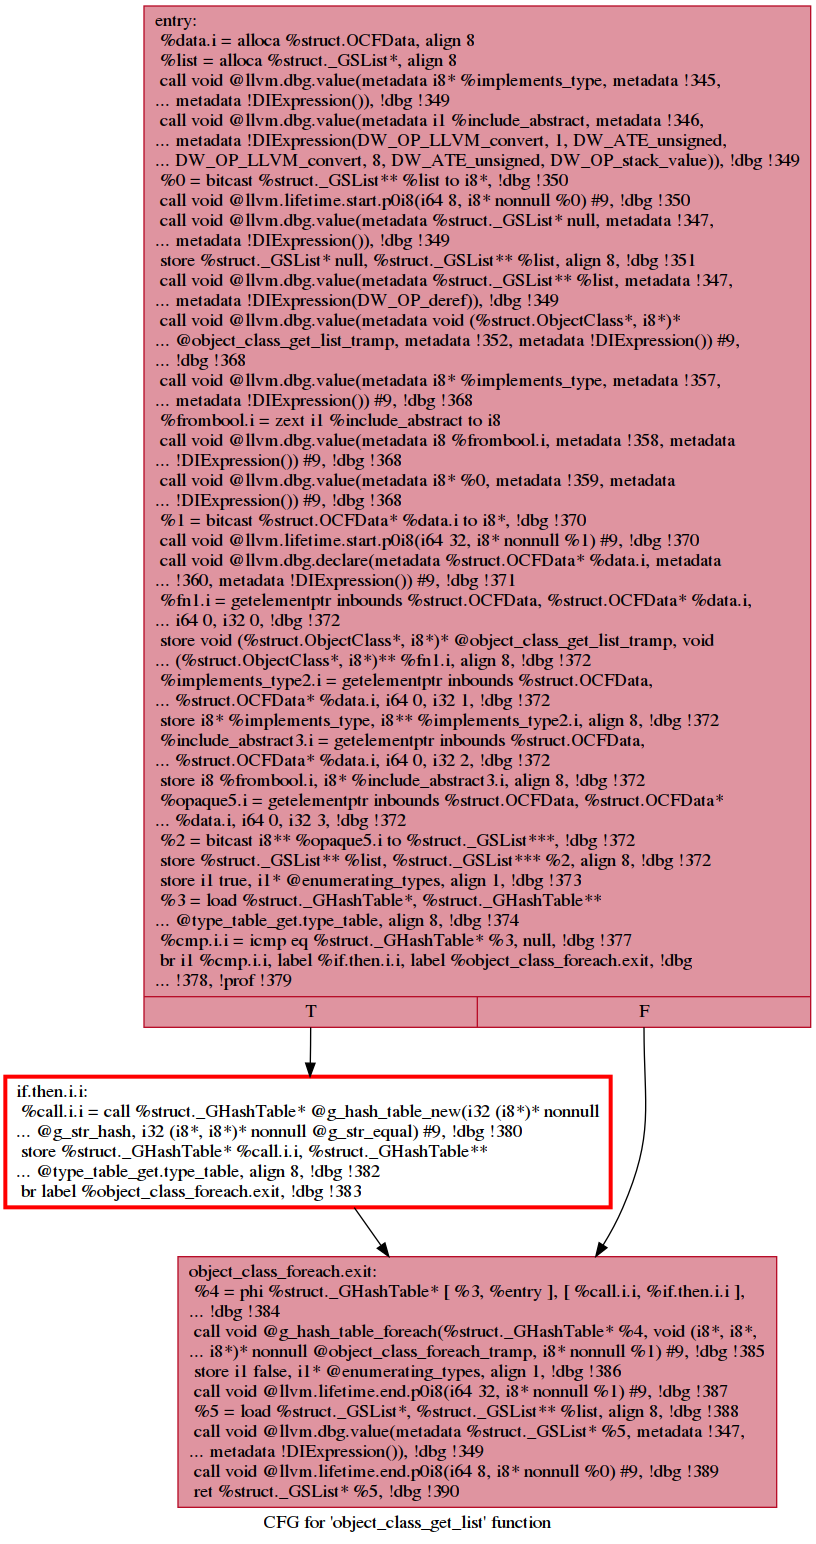 entry:
%data.i = alloca %struct.OCFData, align 8
%list = alloca %struct._GSList*, align 8
call void @llvm.dbg.value(metadata i8* %implements_type, metadata !345,
... metadata !DIExpression()), !dbg !349
call void @llvm.dbg.value(metadata i1 %include_abstract, metadata !346,
... metadata !DIExpression(DW_OP_LLVM_convert, 1, DW_ATE_unsigned,
... DW_OP_LLVM_convert, 8, DW_ATE_unsigned, DW_OP_stack_value)), !dbg !349
%0 = bitcast %struct._GSList** %list to i8*, !dbg !350
call void @llvm.lifetime.start.p0i8(i64 8, i8* nonnull %0) #9, !dbg !350
call void @llvm.dbg.value(metadata %struct._GSList* null, metadata !347,
... metadata !DIExpression()), !dbg !349
store %struct._GSList* null, %struct._GSList** %list, align 8, !dbg !351
call void @llvm.dbg.value(metadata %struct._GSList** %list, metadata !347,
... metadata !DIExpression(DW_OP_deref)), !dbg !349
call void @llvm.dbg.value(metadata void (%struct.ObjectClass*, i8*)*
... @object_class_get_list_tramp, metadata !352, metadata !DIExpression()) #9,
... !dbg !368
call void @llvm.dbg.value(metadata i8* %implements_type, metadata !357,
... metadata !DIExpression()) #9, !dbg !368
%frombool.i = zext i1 %include_abstract to i8
call void @llvm.dbg.value(metadata i8 %frombool.i, metadata !358, metadata
... !DIExpression()) #9, !dbg !368
call void @llvm.dbg.value(metadata i8* %0, metadata !359, metadata
... !DIExpression()) #9, !dbg !368
%1 = bitcast %struct.OCFData* %data.i to i8*, !dbg !370
call void @llvm.lifetime.start.p0i8(i64 32, i8* nonnull %1) #9, !dbg !370
call void @llvm.dbg.declare(metadata %struct.OCFData* %data.i, metadata
... !360, metadata !DIExpression()) #9, !dbg !371
%fn1.i = getelementptr inbounds %struct.OCFData, %struct.OCFData* %data.i,
... i64 0, i32 0, !dbg !372
store void (%struct.ObjectClass*, i8*)* @object_class_get_list_tramp, void
... (%struct.ObjectClass*, i8*)** %fn1.i, align 8, !dbg !372
%implements_type2.i = getelementptr inbounds %struct.OCFData,
... %struct.OCFData* %data.i, i64 0, i32 1, !dbg !372
store i8* %implements_type, i8** %implements_type2.i, align 8, !dbg !372
%include_abstract3.i = getelementptr inbounds %struct.OCFData,
... %struct.OCFData* %data.i, i64 0, i32 2, !dbg !372
store i8 %frombool.i, i8* %include_abstract3.i, align 8, !dbg !372
%opaque5.i = getelementptr inbounds %struct.OCFData, %struct.OCFData*
... %data.i, i64 0, i32 3, !dbg !372
%2 = bitcast i8** %opaque5.i to %struct._GSList***, !dbg !372
store %struct._GSList** %list, %struct._GSList*** %2, align 8, !dbg !372
store i1 true, i1* @enumerating_types, align 1, !dbg !373
%3 = load %struct._GHashTable*, %struct._GHashTable**
... @type_table_get.type_table, align 8, !dbg !374
%cmp.i.i = icmp eq %struct._GHashTable* %3, null, !dbg !377
br i1 %cmp.i.i, label %if.then.i.i, label %object_class_foreach.exit, !dbg
... !378, !prof !379
T
F
if.then.i.i:
%call.i.i = call %struct._GHashTable* @g_hash_table_new(i32 (i8*)* nonnull
... @g_str_hash, i32 (i8*, i8*)* nonnull @g_str_equal) #9, !dbg !380
store %struct._GHashTable* %call.i.i, %struct._GHashTable**
... @type_table_get.type_table, align 8, !dbg !382
br label %object_class_foreach.exit, !dbg !383
object_class_foreach.exit:
%4 = phi %struct._GHashTable* [ %3, %entry ], [ %call.i.i, %if.then.i.i ],
... !dbg !384
call void @g_hash_table_foreach(%struct._GHashTable* %4, void (i8*, i8*,
... i8*)* nonnull @object_class_foreach_tramp, i8* nonnull %1) #9, !dbg !385
store i1 false, i1* @enumerating_types, align 1, !dbg !386
call void @llvm.lifetime.end.p0i8(i64 32, i8* nonnull %1) #9, !dbg !387
%5 = load %struct._GSList*, %struct._GSList** %list, align 8, !dbg !388
call void @llvm.dbg.value(metadata %struct._GSList* %5, metadata !347,
... metadata !DIExpression()), !dbg !349
call void @llvm.lifetime.end.p0i8(i64 8, i8* nonnull %0) #9, !dbg !389
ret %struct._GSList* %5, !dbg !390
CFG for 'object_class_get_list' function